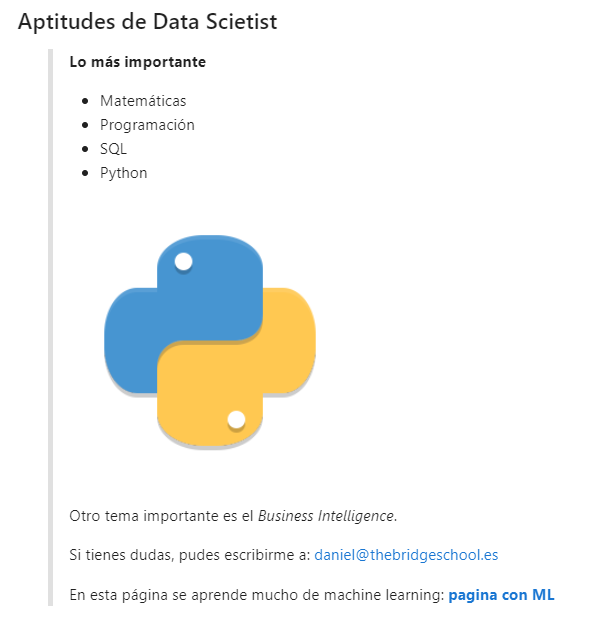 Aptitudes de Data Scietist
Lo más importante
Matemáticas
Programación
SQL
Python
Otro tema importante es el Business Intelligence.
Si tienes dudas, pudes escribirme a: daniel@thebridgeschool.es
En esta página se aprende mucho de machine learning: pagina con ML